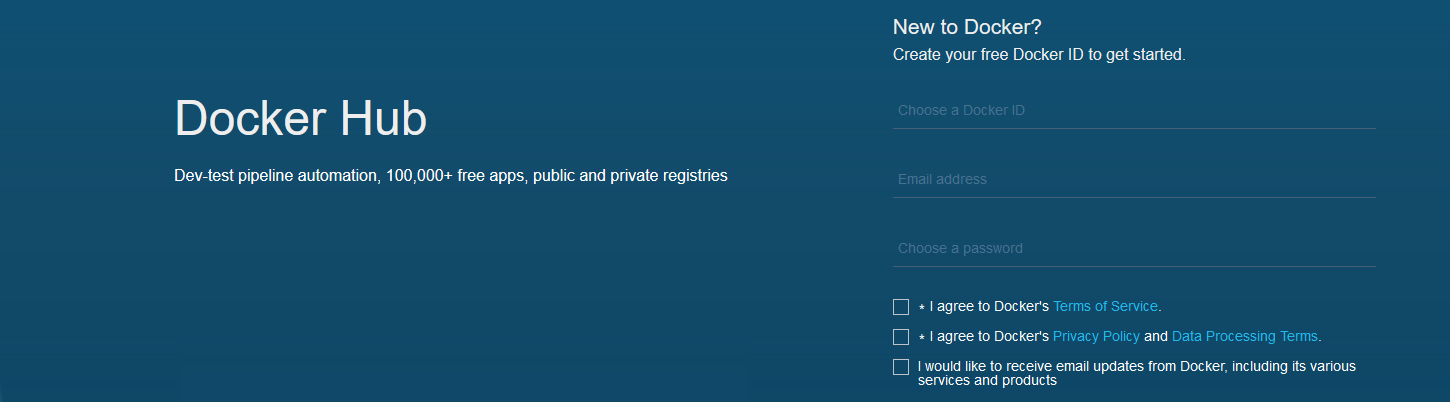 Docker Hub
Dev-test pipeline automation, 100,000+ free apps, public and private registries
New to Docker?
Create your free Docker ID to get started.
Choose a Docker ID
Email address
Choose a password
* I agree to Docker's Terms of Service.
* I agree to Docker's Privacy Policy and Data Processing Terms.
I would like to receive email updates from Docker, including its various
services and products